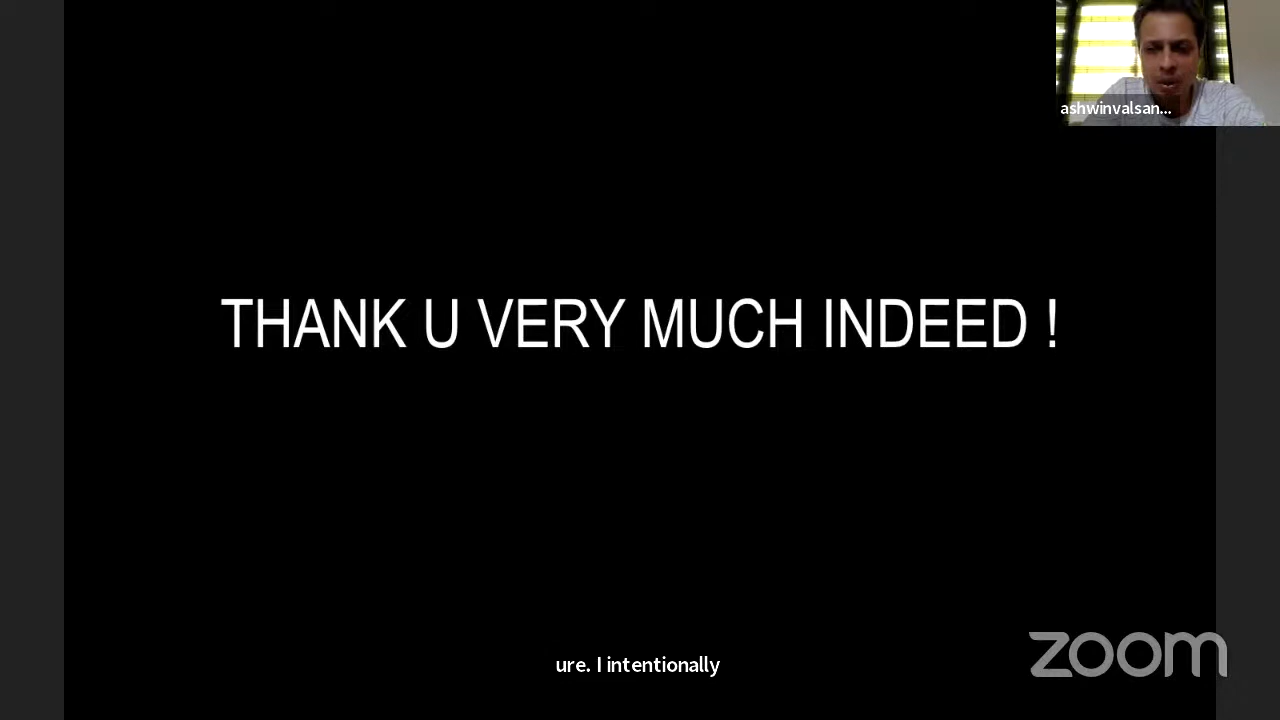 ashwinvalsan...
THANK U VERY MUCH INDEED !
ure. I intentionally
zoom